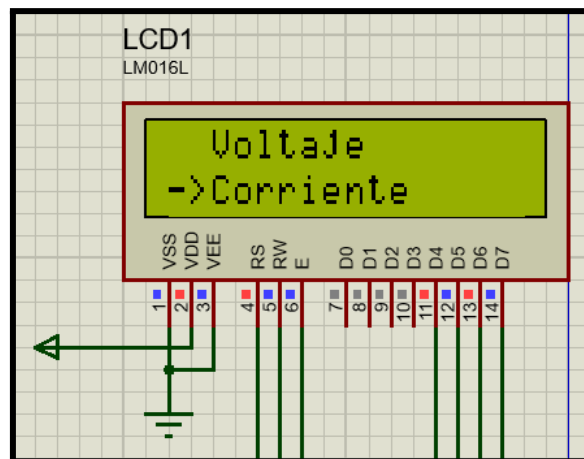 LCD1
LM016L
Voltaje
->Corriente
VSS VDD VEE RS RW E D0 D1 D2 D3 D4 D5 D6 D7
1 2 3 4 5 6 7 8 9 10 11 12 13 14